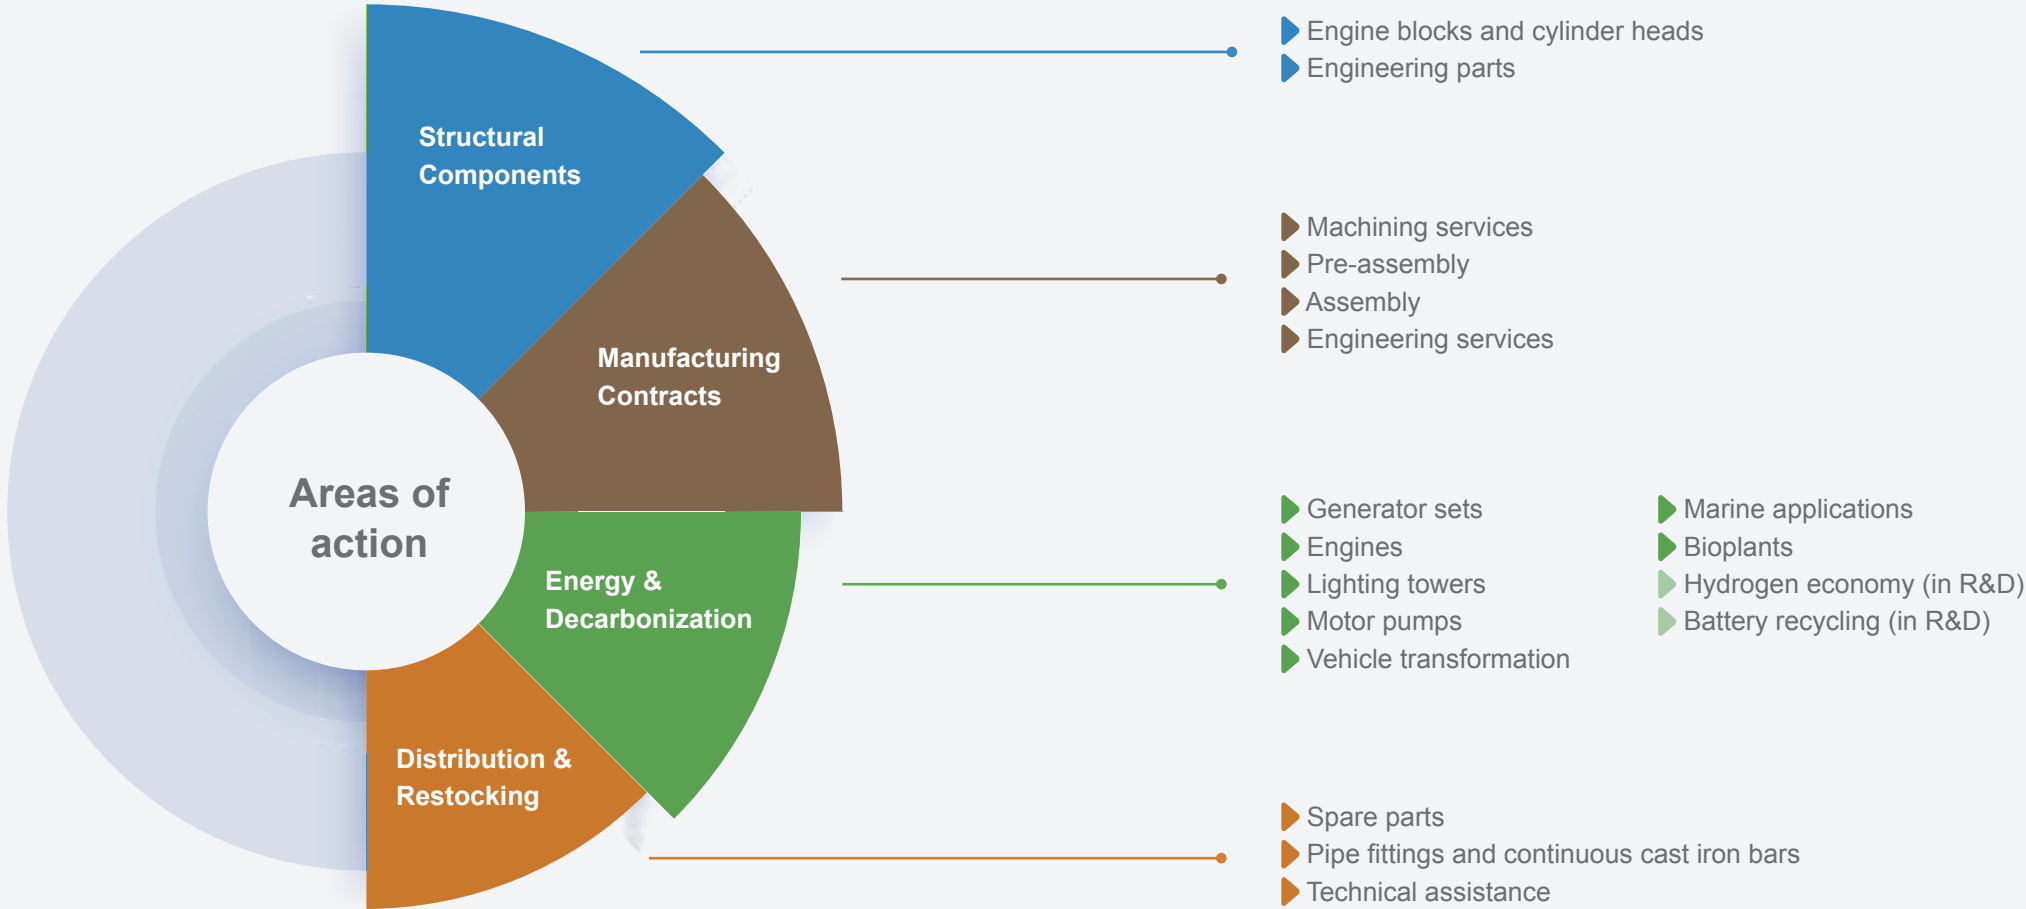 Areas of
action
Structural
Components
Engine blocks and cylinder heads
Engineering parts
Manufacturing
Contracts
Machining services
Pre-assembly
Assembly
Engineering services
Energy &
Decarbonization
Generator sets
Engines
Lighting towers
Motor pumps
Vehicle transformation
Marine applications
Bioplants
Hydrogen economy (in R&D)
Battery recycling (in R&D)
Distribution &
Restocking
Spare parts
Pipe fittings and continuous cast iron bars
Technical assistance